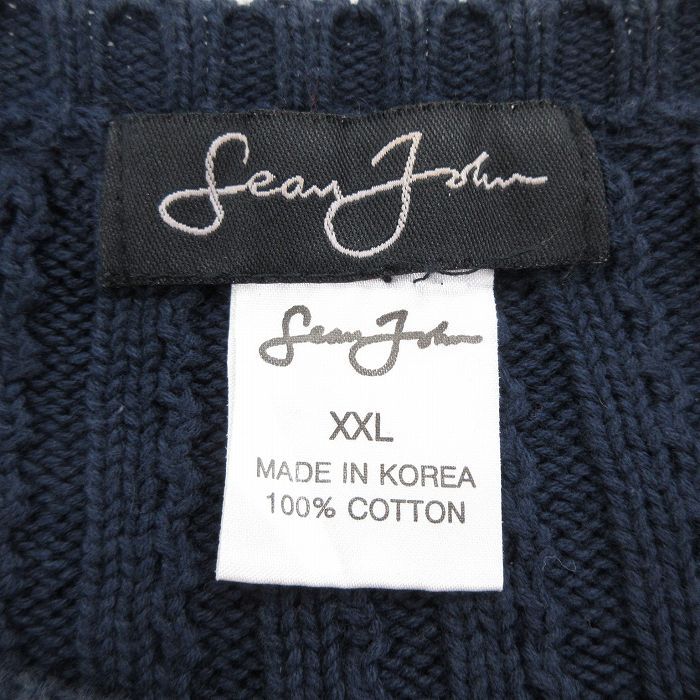 Sean John
Sean John
XXL
MADE IN KOREA
100% COTTON